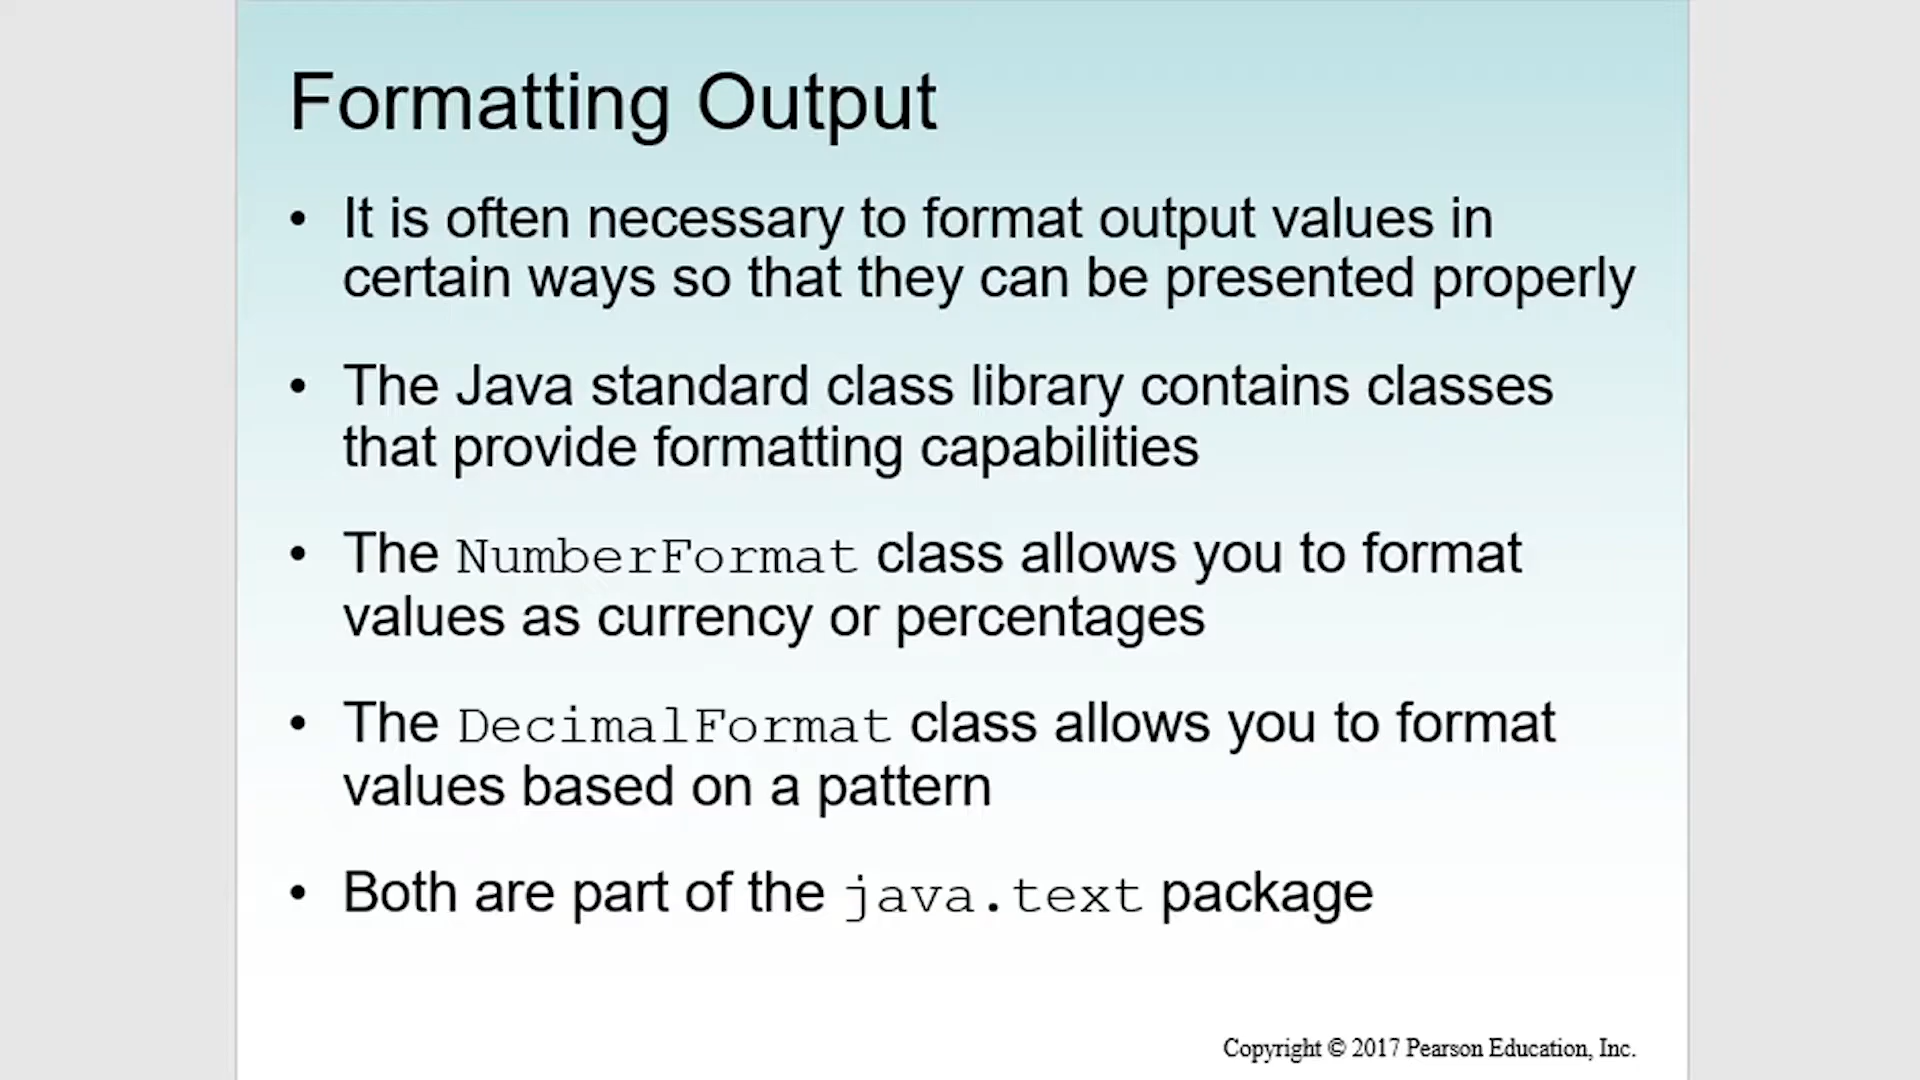 Formatting Output
• It is often necessary to format output values in
certain ways so that they can be presented properly
• The Java standard class library contains classes
that provide formatting capabilities
• The NumberFormat class allows you to format
values as currency or percentages
• The DecimalFormat class allows you to format
values based on a pattern
• Both are part of the java.text package
Copyright © 2017 Pearson Education, Inc.